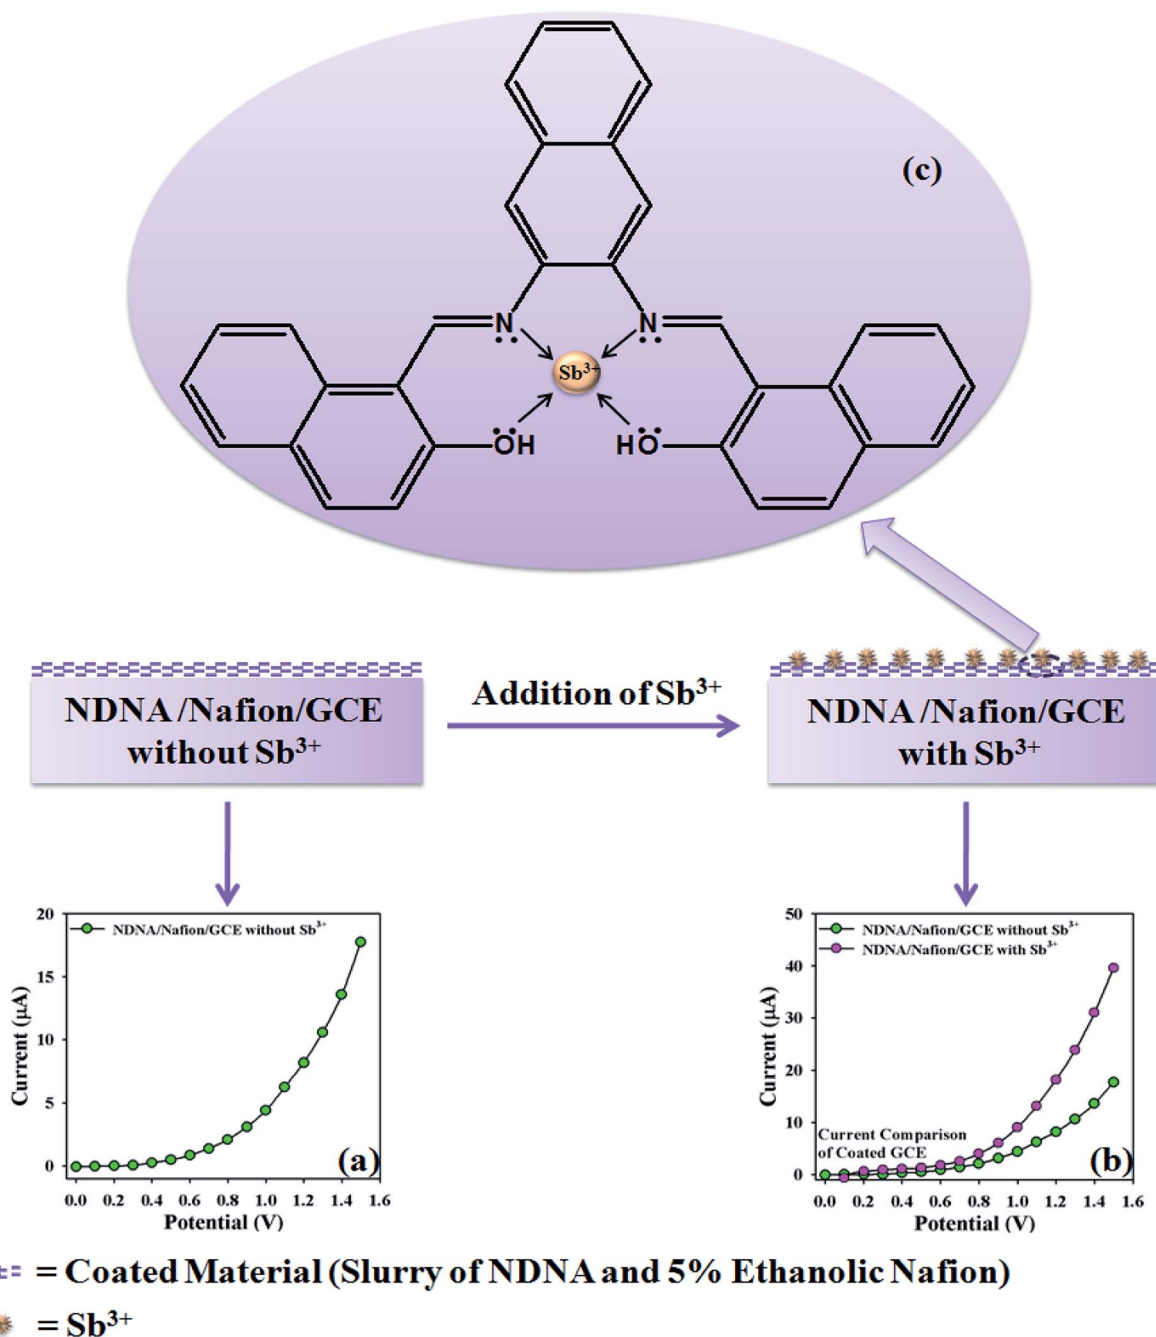 (c)
N
N
Sb³⁺
OH
HO
NDNA/Nafion/GCE
without Sb³⁺
Addition of Sb³⁺
NDNA/Nafion/GCE
with Sb³⁺
20
15
10
5
0
Current (µA)
NDNA/Nafion/GCE without Sb³⁺
(a)
0.0 0.2 0.4 0.6 0.8 1.0 1.2 1.4 1.6
Potential (V)
50
40
30
20
10
0
Current (µA)
NDNA/Nafion/GCE without Sb³⁺
NDNA/Nafion/GCE with Sb³⁺
Current Comparison
of Coated GCE
(b)
0.0 0.2 0.4 0.6 0.8 1.0 1.2 1.4 1.6
Potential (V)
= Coated Material (Slurry of NDNA and 5% Ethanolic Nafion)
= Sb³⁺